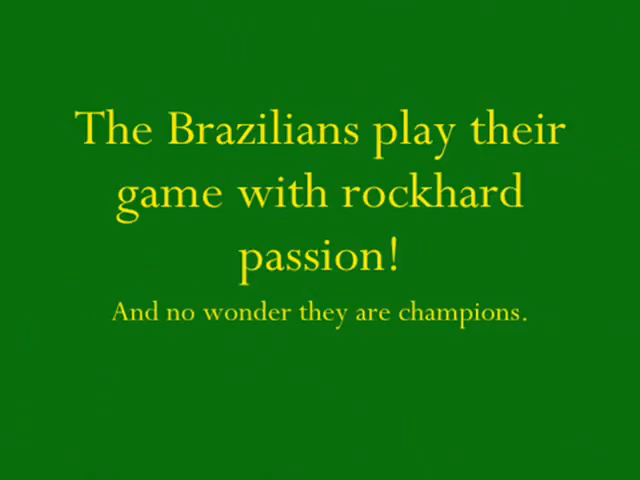 The Brazilians play their
game with rockhard
passion!
And no wonder they are champions.